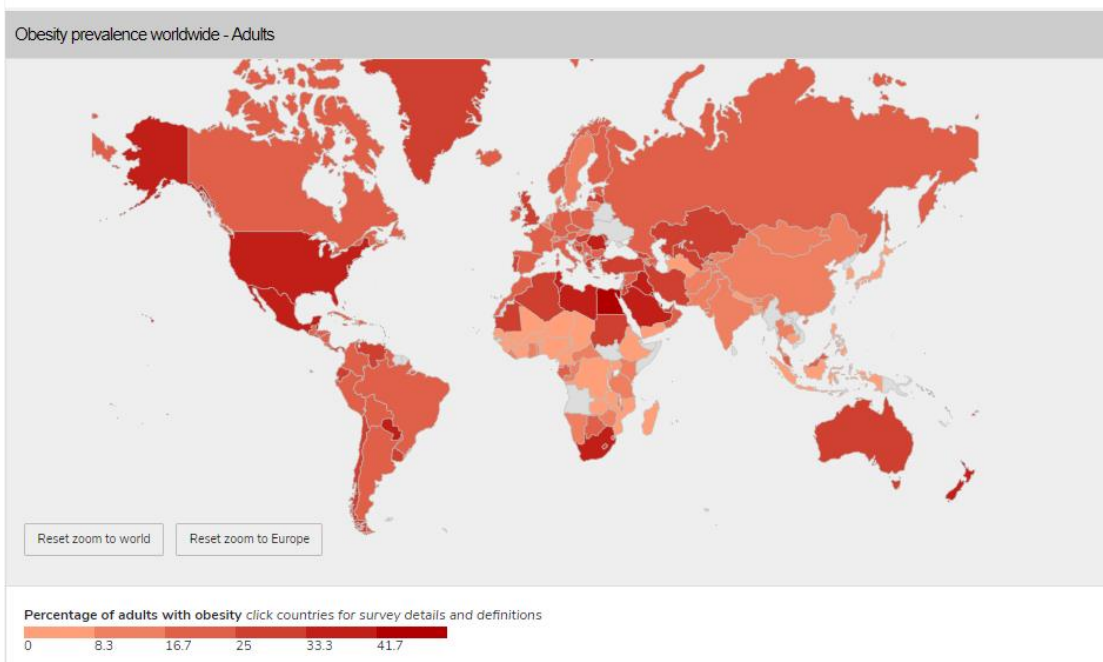 Obesity prevalence worldwide - Adults
Reset zoom to world Reset zoom to Europe
Percentage of adults with obesity click countries for survey details and definitions
0 8.3 16.7 25 33.3 41.7